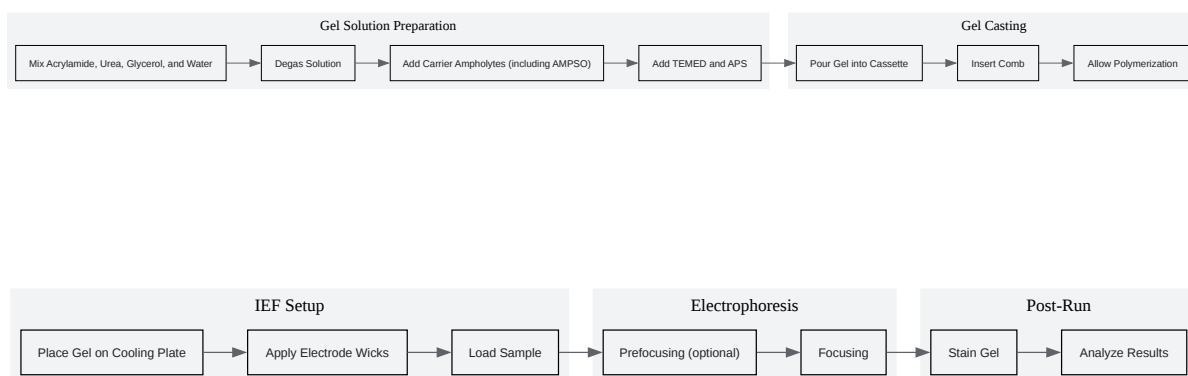 Gel Solution Preparation
Mix Acrylamide, Urea, Glycerol, and Water
Degas Solution
Add Carrier Ampholytes (including AMPSO)
Add TEMED and APS
Gel Casting
Pour Gel into Cassette
Insert Comb
Allow Polymerization
IEF Setup
Place Gel on Cooling Plate
Apply Electrode Wicks
Load Sample
Electrophoresis
Prefocusing (optional)
Focusing
Post-Run
Stain Gel
Analyze Results